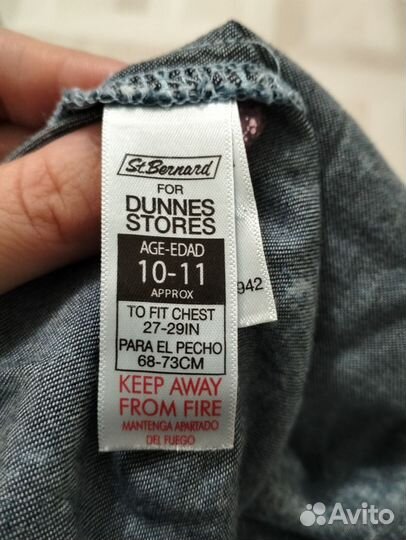 St.Bernard
FOR
DUNNES
STORES
AGE-EDAD
10-11
APPROX
TO FIT CHEST
27-29IN
PARA EL PECHO
68-73CM
KEEP AWAY
FROM FIRE
MANTENGA APARTADO
DEL FUEGO
942
Avito